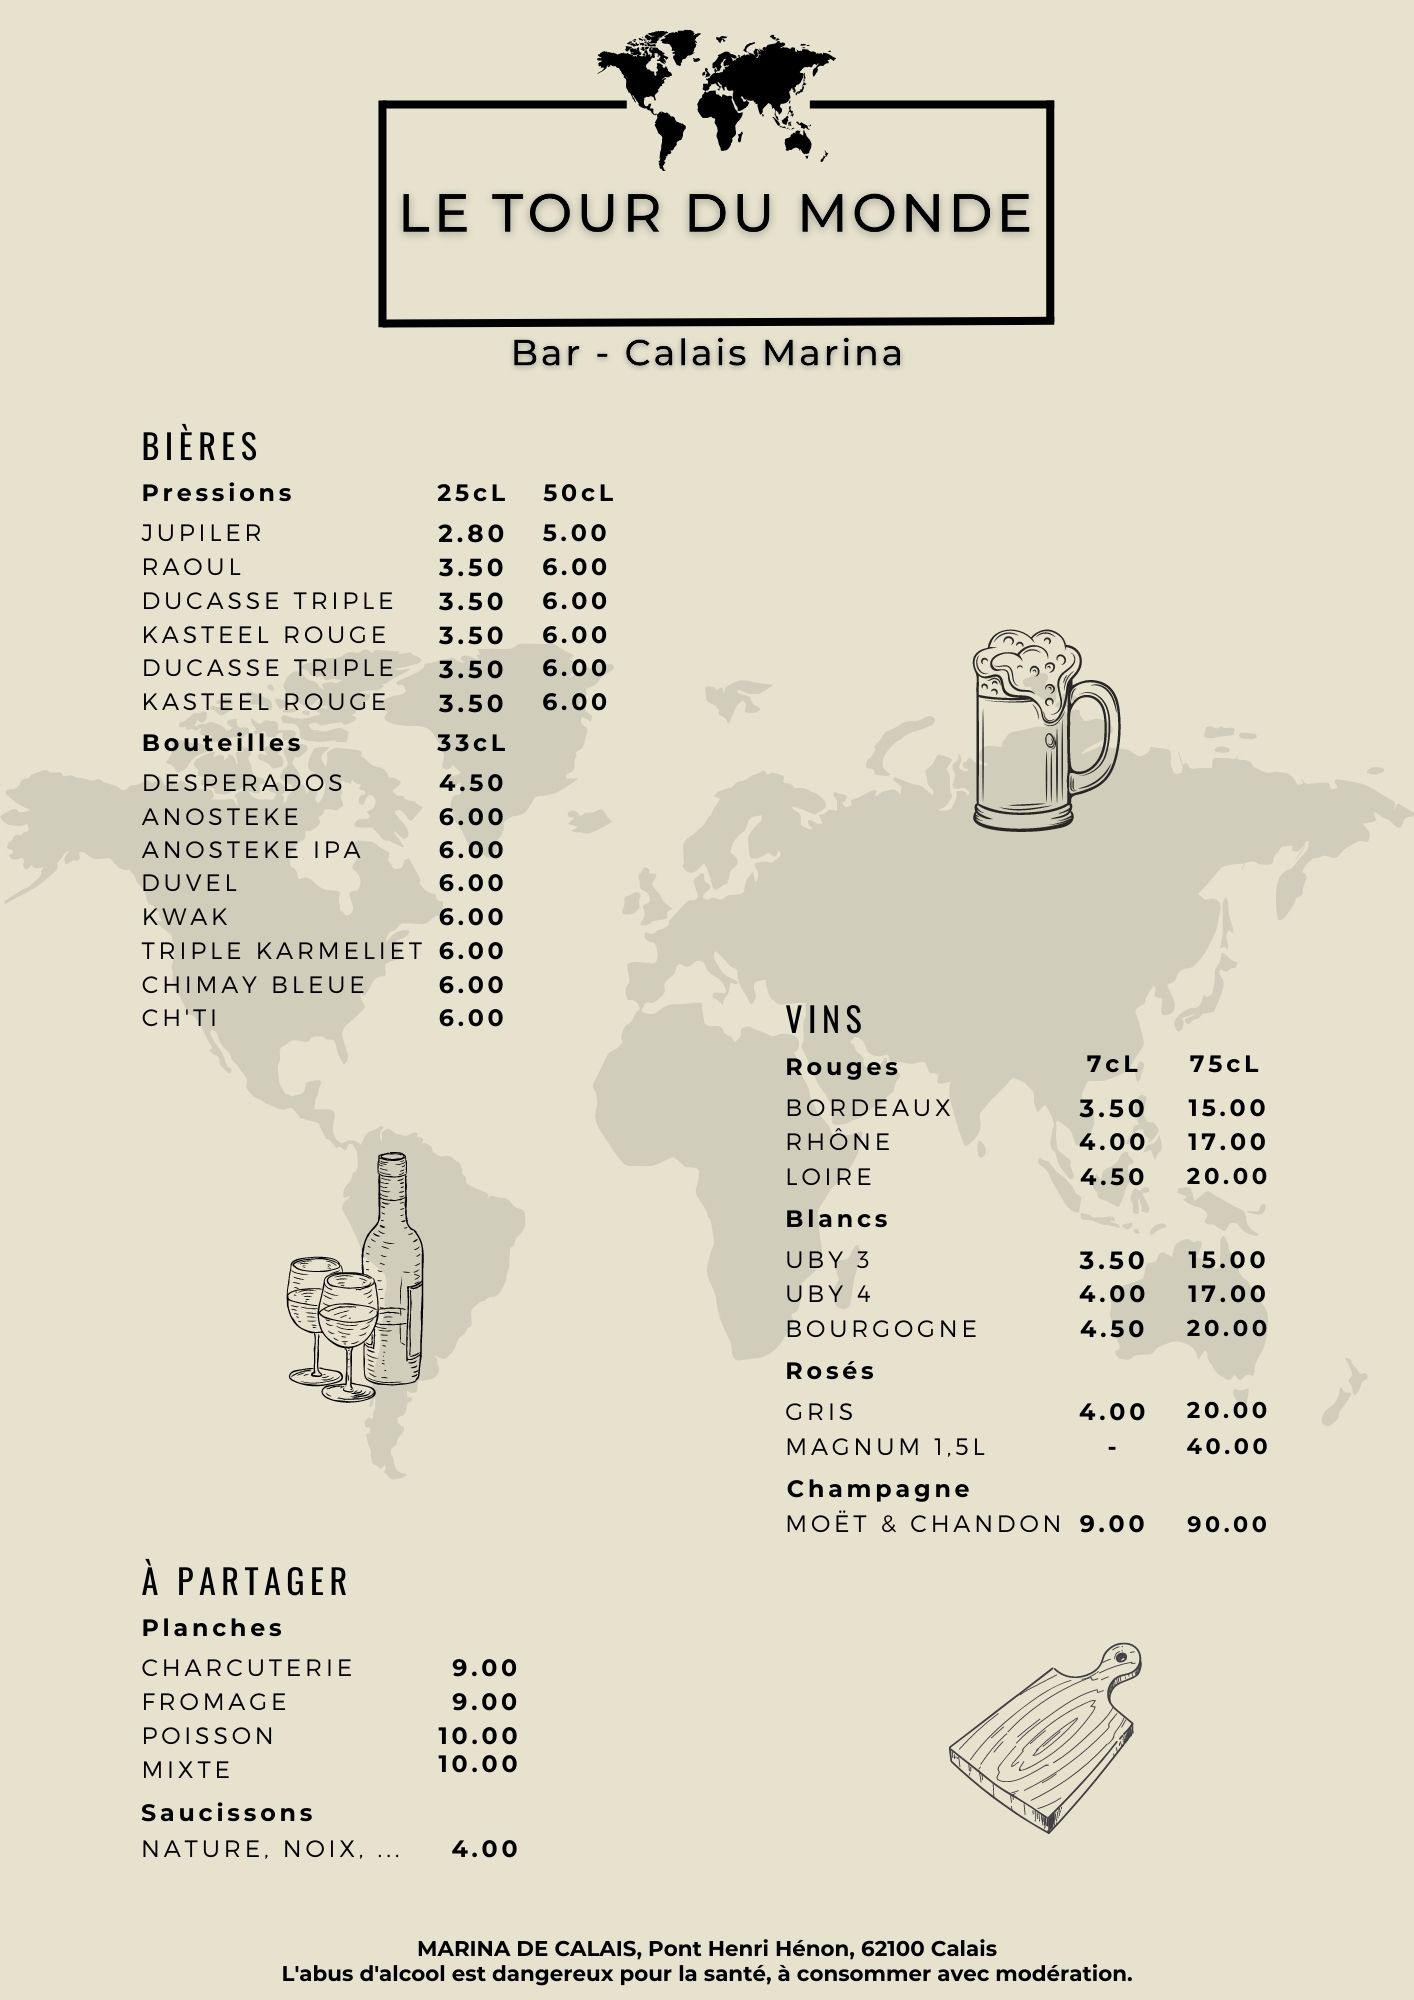 LE TOUR DU MONDE
Bar - Calais Marina
BIÈRES
Pressions 25cL 50cL
JUPILER 2.80 5.00
RAOUL 3.50 6.00
DUCASSE TRIPLE 3.50 6.00
KASTEEL ROUGE 3.50 6.00
DUCASSE TRIPLE 3.50 6.00
KASTEEL ROUGE 3.50 6.00
Bouteilles 33cL
DESPERADOS 4.50
ANOSTEKE 6.00
ANOSTEKE IPA 6.00
DUVEL 6.00
KWAK 6.00
TRIPLE KARMELIET 6.00
CHIMAY BLEUE 6.00
CH'TI 6.00
VINS
Rouges 7cL 75cL
BORDEAUX 3.50 15.00
RHÔNE 4.00 17.00
LOIRE 4.50 20.00
Blancs
UBY 3 3.50 15.00
UBY 4 4.00 17.00
BOURGOGNE 4.50 20.00
Rosés
GRIS 4.00 20.00
MAGNUM 1,5L - 40.00
Champagne
MOËT & CHANDON 9.00 90.00
À PARTAGER
Planches
CHARCUTERIE 9.00
FROMAGE 9.00
POISSON 10.00
MIXTE 10.00
Saucissons
NATURE, NOIX, ... 4.00
MARINA DE CALAIS, Pont Henri Hénon, 62100 Calais
L'abus d'alcool est dangereux pour la santé, à consommer avec modération.